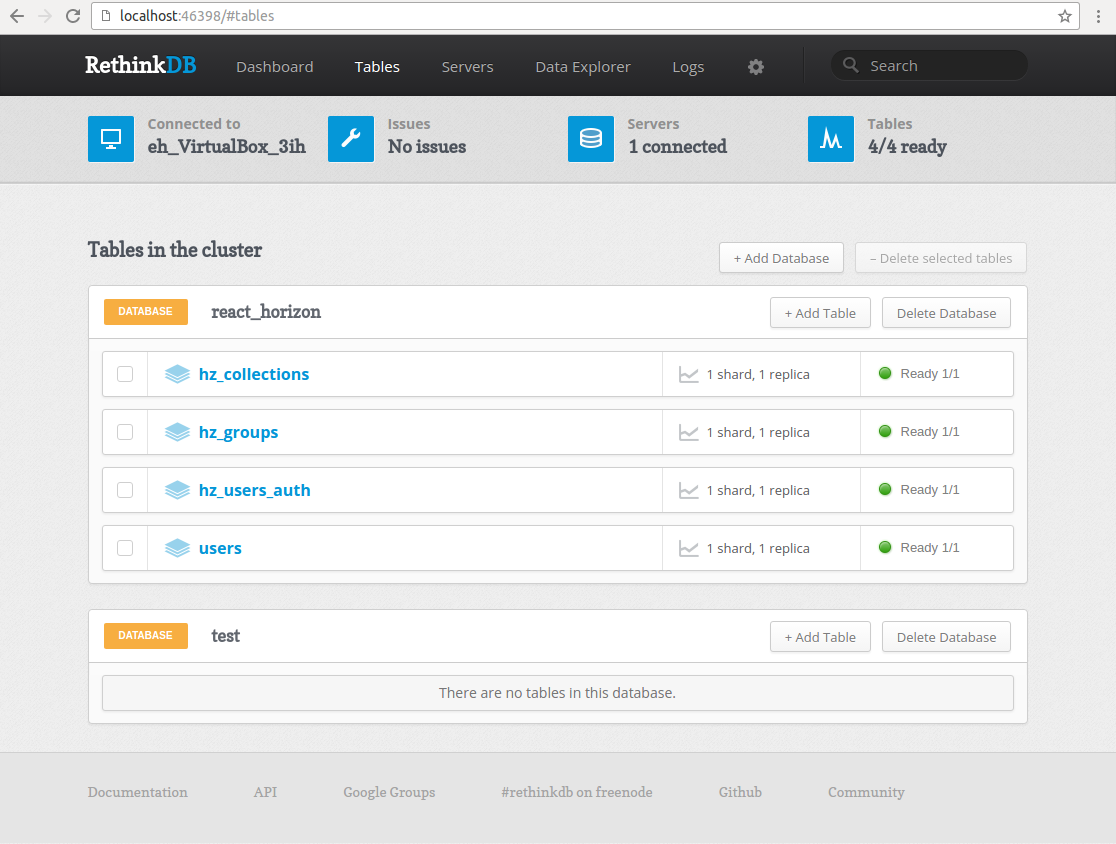 localhost:46398/#tables
RethinkDB Dashboard Tables Servers Data Explorer Logs Search
Connected to
eh_VirtualBox_3ih
Issues
No issues
Servers
1 connected
Tables
4/4 ready
Tables in the cluster
+ Add Database
– Delete selected tables
DATABASE react_horizon + Add Table Delete Database
hz_collections 1 shard, 1 replica Ready 1/1
hz_groups 1 shard, 1 replica Ready 1/1
hz_users_auth 1 shard, 1 replica Ready 1/1
users 1 shard, 1 replica Ready 1/1
DATABASE test + Add Table Delete Database
There are no tables in this database.
Documentation API Google Groups #rethinkdb on freenode Github Community